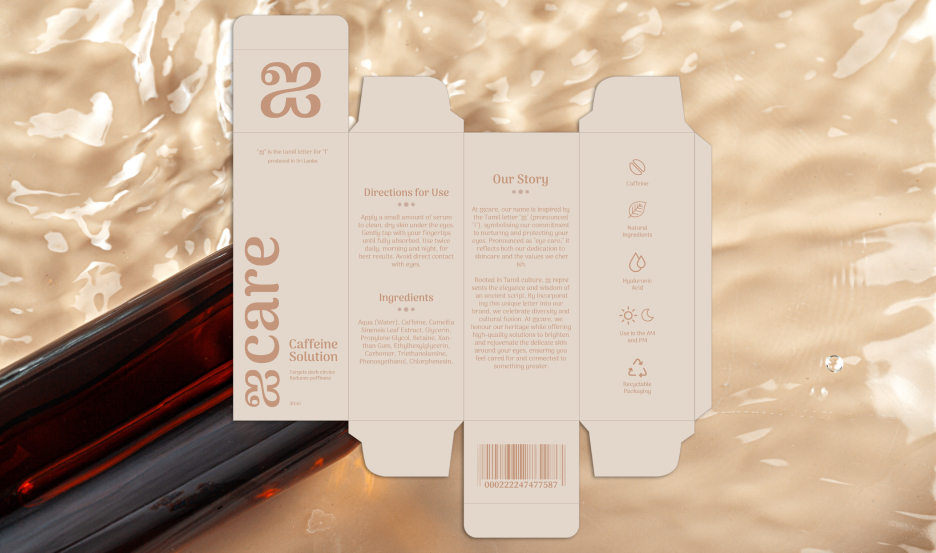 ஐ
"ஐ" is the Tamil letter for "I"
produced in Sri Lanka
ஐcare
Caffeine
Solution
Targets dark circles
Reduces puffiness
Directions for Use
Apply a small amount of serum
to clean, dry skin under the eyes.
Gently tap with your fingertips
until fully absorbed. Use twice
daily, morning and night, for
best results. Avoid direct contact
with eyes.
Ingredients
Aqua (Water), Caffeine, Camellia
Sinensis Leaf Extract, Glycerin,
Propylene Glycol, Betaine, Xan-
than Gum, Ethylhexylglycerin,
Carbomer, Triethanolamine,
Phenoxyethanol, Chlorphenesin.
Our Story
At ஐcare, our name is inspired by
the Tamil letter "ஐ" (pronounced
"I"), symbolising our commitment
to nurturing and protecting your
eyes. Pronounced as "eye care," it
reflects both our dedication to
skincare and the values we cher
ish.
Rooted in Tamil culture, ஐ repre
sents the elegance and wisdom of
an ancient script. By incorporat
ing this unique letter into our
brand, we celebrate diversity and
cultural fusion. At ஐcare, we
honour our heritage while offering
high-quality solutions to brighten
and rejuvenate the delicate skin
around your eyes, ensuring you
feel cared for and connected to
something greater
000222247477587
Caffeine
Natural
Ingredients
Hyaluronic
Acid
Use in the AM
and PM
Recyclable
Packaging